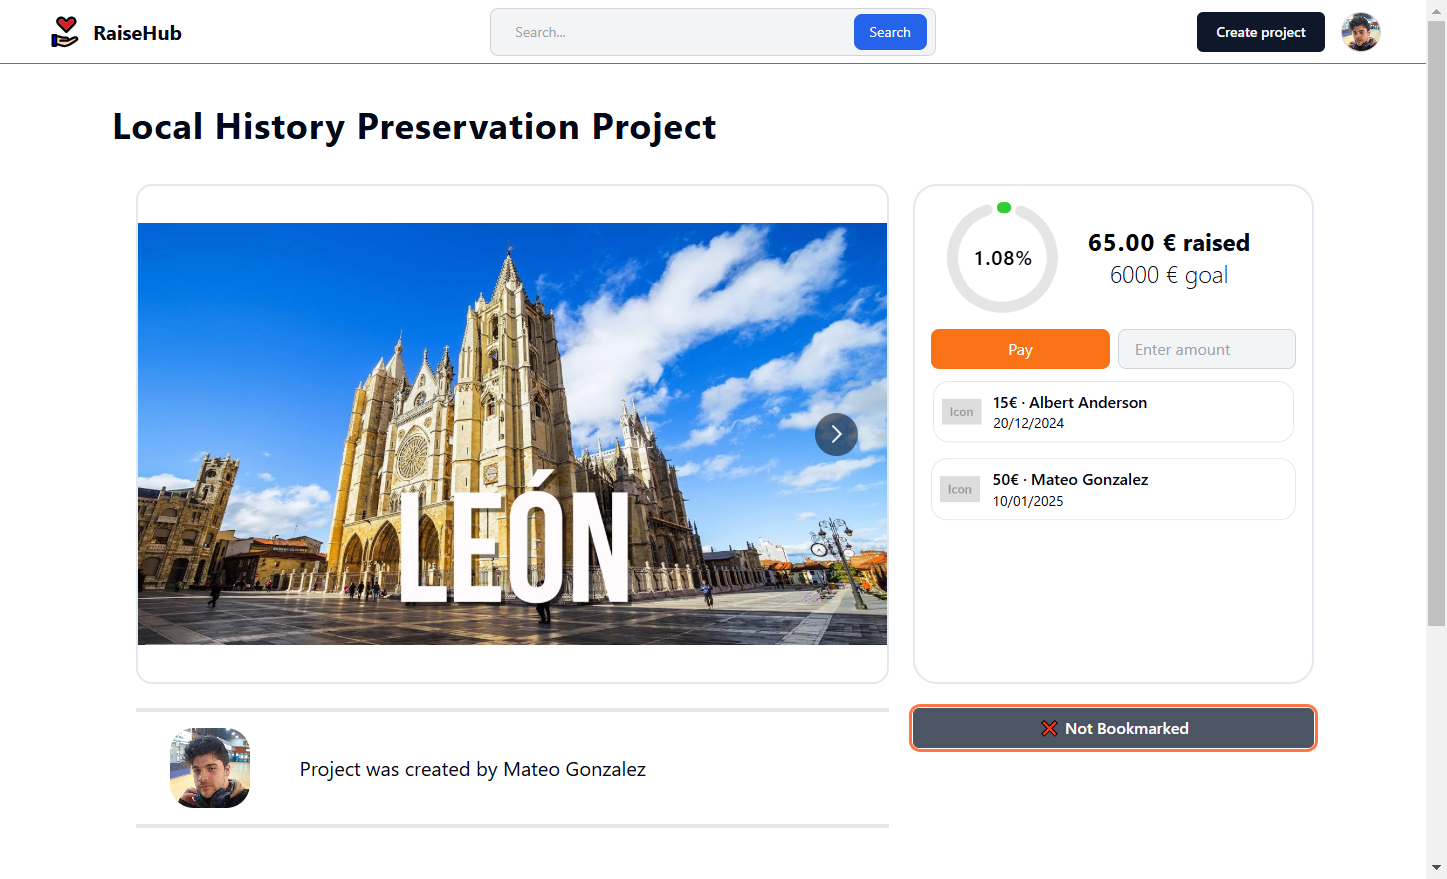 RaiseHub
Search...
Search
Create project
Local History Preservation Project
LEÓN
1.08%
65.00 € raised
6000 € goal
Pay
Enter amount
Icon
15€ · Albert Anderson
20/12/2024
Icon
50€ · Mateo Gonzalez
10/01/2025
Not Bookmarked
Project was created by Mateo Gonzalez